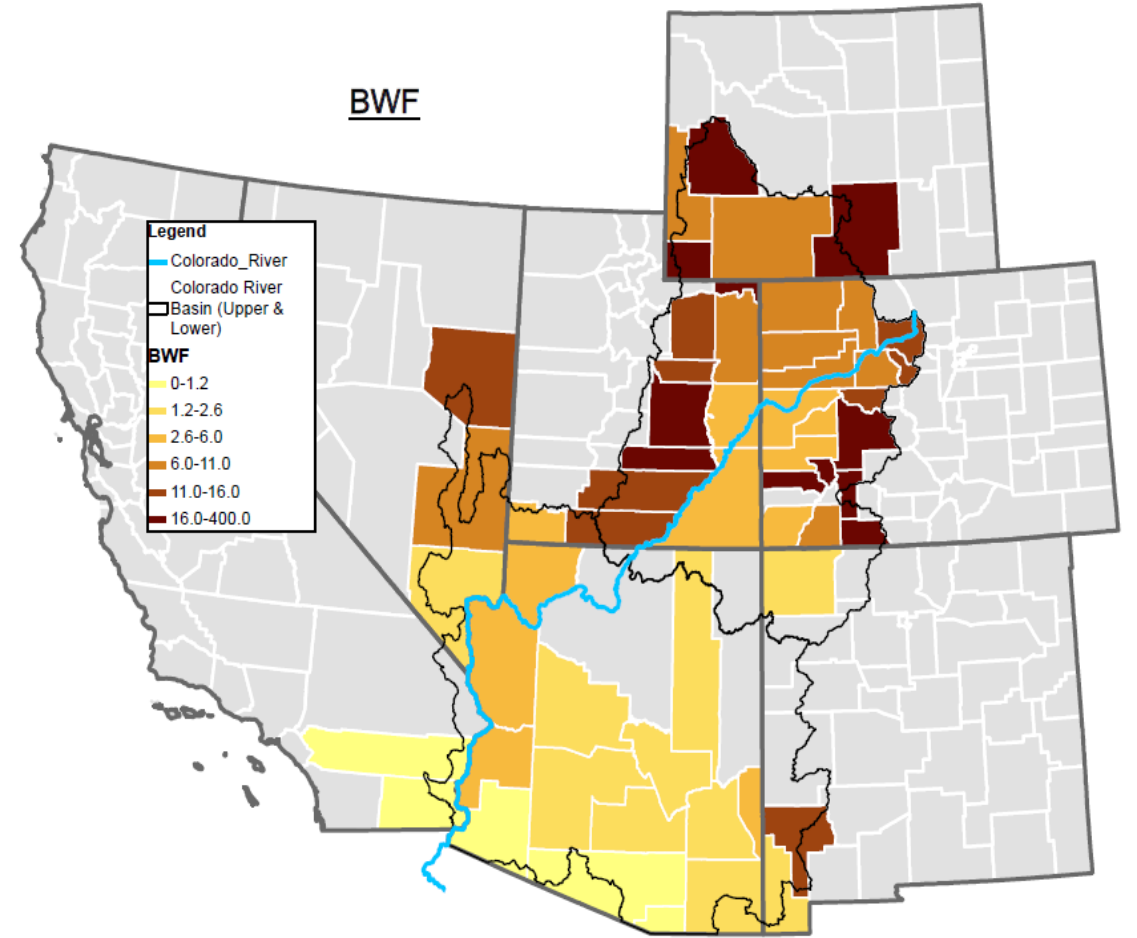 BWF
Legend
Colorado_River
Colorado River
Basin (Upper &
Lower)
BWF
0-1.2
1.2-2.6
2.6-6.0
6.0-11.0
11.0-16.0
16.0-400.0